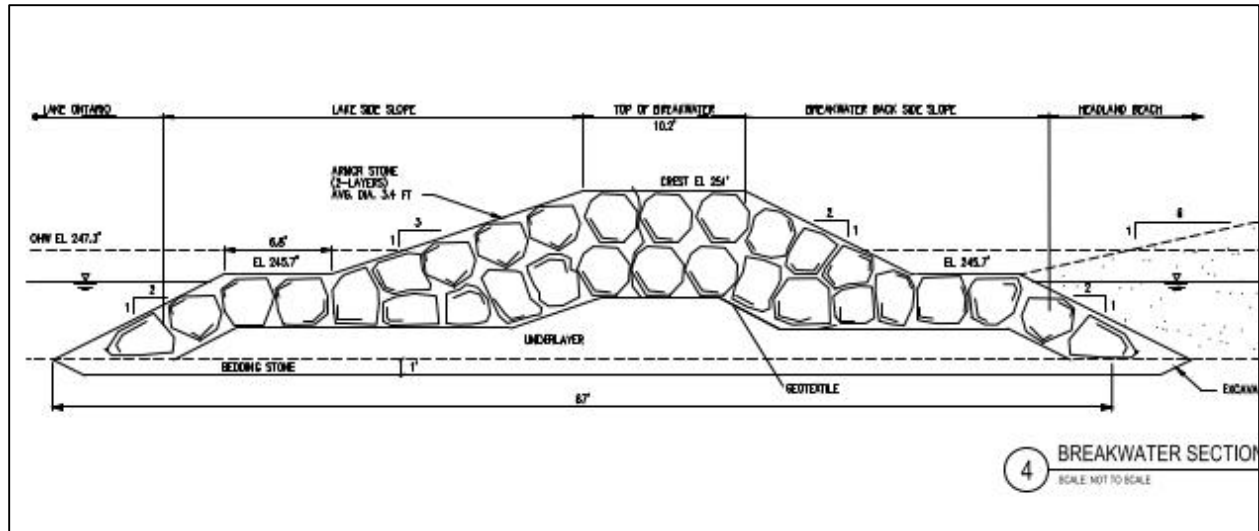 LAKE ONTARIO
LAKE SIDE SLOPE
TOP OF BREAKWATER
10.2'
BREAKWATER BACK SIDE SLOPE
HEADLAND BEACH
ARMOR STONE
(2-LAYERS)
AVG. DIA. 3.4 FT
CREST EL 251'
3
1
2
1
6
1
OHW EL 247.3'
6.8'
EL 245.7'
EL 245.7'
2
1
2
1
UNDERLAYER
BEDDING STONE
1'
GEOTEXTILE
EXCAVA
67'
4
BREAKWATER SECTION
SCALE: NOT TO SCALE